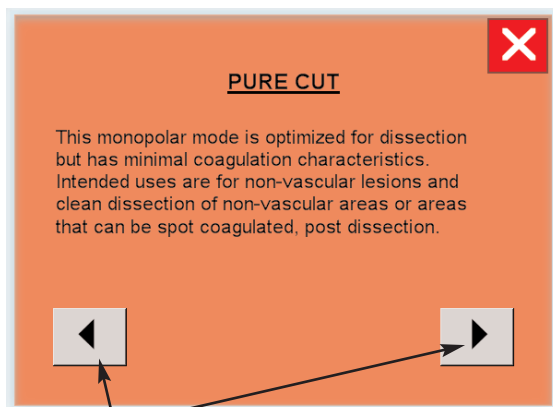 PURE CUT
This monopolar mode is optimized for dissection
but has minimal coagulation characteristics.
Intended uses are for non-vascular lesions and
clean dissection of non-vascular areas or areas
that can be spot coagulated, post dissection.